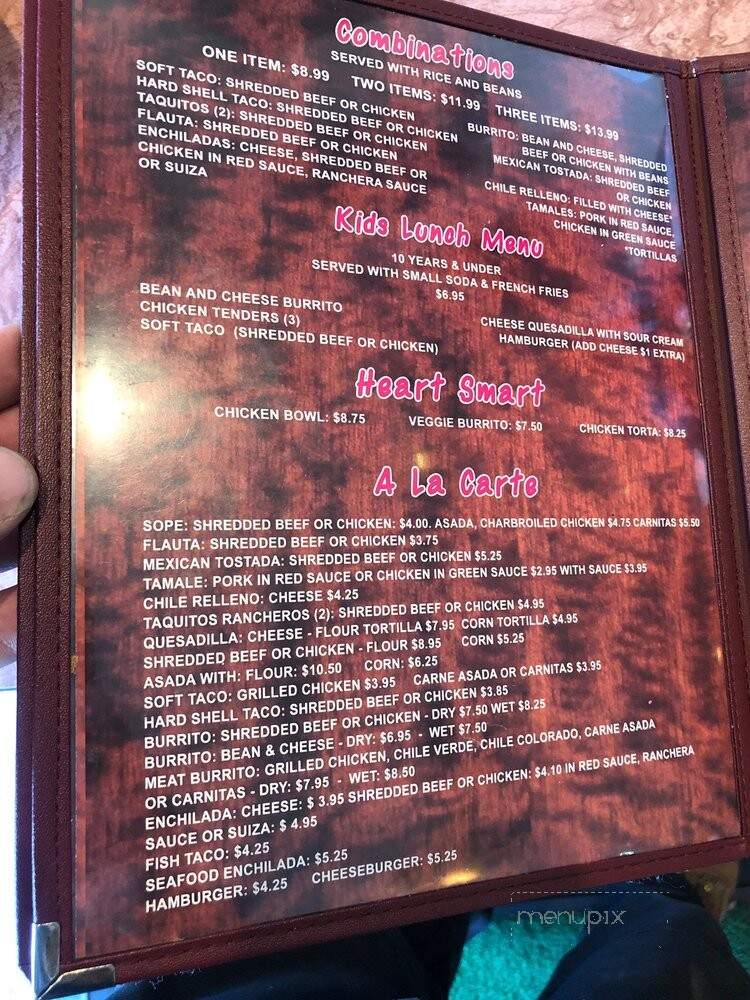 Combinations
SERVED WITH RICE AND BEANS
ONE ITEM: $8.99 TWO ITEMS: $11.99 THREE ITEMS: $13.99
SOFT TACO: SHREDDED BEEF OR CHICKEN
HARD SHELL TACO: SHREDDED BEEF OR CHICKEN
TAQUITOS (2): SHREDDED BEEF OR CHICKEN
FLAUTA: SHREDDED BEEF OR CHICKEN
ENCHILADAS: CHEESE, SHREDDED BEEF OR
CHICKEN IN RED SAUCE, RANCHERA SAUCE
OR SUIZA
BURRITO: BEAN AND CHEESE, SHREDDED
BEEF OR CHICKEN WITH BEANS
MEXICAN TOSTADA: SHREDDED BEEF
OR CHICKEN
CHILE RELLENO: FILLED WITH CHEESE*
TAMALES: PORK IN RED SAUCE,
CHICKEN IN GREEN SAUCE
*TORTILLAS
Kids Lunch Menu
10 YEARS & UNDER
SERVED WITH SMALL SODA & FRENCH FRIES
$6.95
BEAN AND CHEESE BURRITO
CHICKEN TENDERS (3)
SOFT TACO (SHREDDED BEEF OR CHICKEN)
CHEESE QUESADILLA WITH SOUR CREAM
HAMBURGER (ADD CHEESE $1 EXTRA)
Heart Smart
CHICKEN BOWL: $8.75 VEGGIE BURRITO: $7.50 CHICKEN TORTA: $8.25
A La Carte
SOPE: SHREDDED BEEF OR CHICKEN: $4.00. ASADA, CHARBROILED CHICKEN $4.75 CARNITAS $5.50
FLAUTA: SHREDDED BEEF OR CHICKEN $3.75
MEXICAN TOSTADA: SHREDDED BEEF OR CHICKEN $5.25
TAMALE: PORK IN RED SAUCE OR CHICKEN IN GREEN SAUCE $2.95 WITH SAUCE $3.95
CHILE RELLENO: CHEESE $4.25
TAQUITOS RANCHEROS (2): SHREDDED BEEF OR CHICKEN $4.95
QUESADILLA: CHEESE - FLOUR TORTILLA $7.95 CORN TORTILLA $4.95
SHREDDED BEEF OR CHICKEN - FLOUR $8.95 CORN $5.25
ASADA WITH: FLOUR: $10.50 CORN: $6.25
SOFT TACO: GRILLED CHICKEN $3.95 CARNE ASADA OR CARNITAS $3.95
HARD SHELL TACO: SHREDDED BEEF OR CHICKEN $3.85
BURRITO: SHREDDED BEEF OR CHICKEN - DRY $7.50 WET $8.25
BURRITO: BEAN & CHEESE - DRY: $6.95 - WET $7.50
MEAT BURRITO: GRILLED CHICKEN, CHILE VERDE, CHILE COLORADO, CARNE ASADA
OR CARNITAS - DRY: $7.95 - WET: $8.50
ENCHILADA: CHEESE: $ 3.95 SHREDDED BEEF OR CHICKEN: $4.10 IN RED SAUCE, RANCHERA
SAUCE OR SUIZA: $ 4.95
FISH TACO: $4.25
SEAFOOD ENCHILADA: $5.25
HAMBURGER: $4.25 CHEESEBURGER: $5.25
menupix